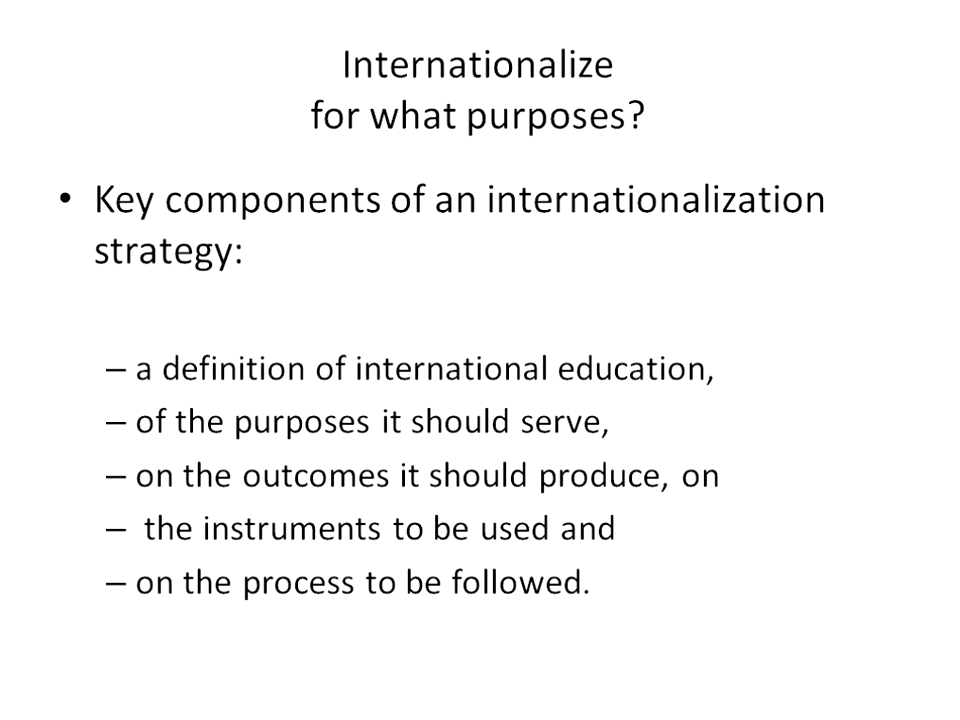 Internationalize
for what purposes?
• Key components of an internationalization
strategy:
– a definition of international education,
– of the purposes it should serve,
– on the outcomes it should produce, on
– the instruments to be used and
– on the process to be followed.